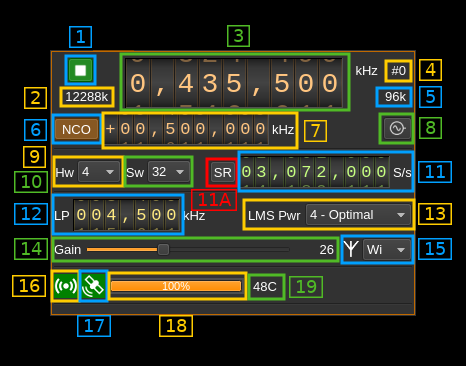 1 3
0,435,500 kHz #0 4
2 12288k 96k 5
6 NCO +00,500,000 kHz 7 8
9
10 Hw 4 Sw 32 SR 03,072,000 S/s 11
11A
12 LP 004,500 kHz LMS Pwr 4 - Optimal 13
14 Gain 26 Wi 15
16 100% 48C 19
17 18